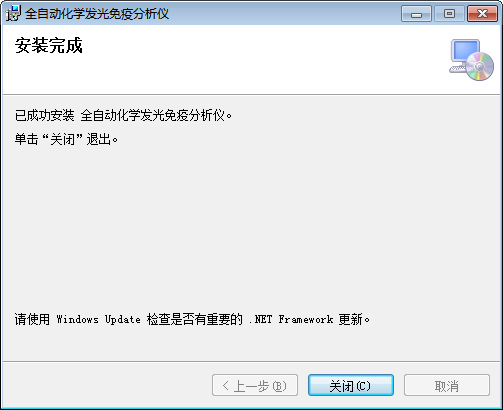 全自动化学发光免疫分析仪
安装完成
已成功安装 全自动化学发光免疫分析仪。
单击“关闭”退出。
请使用 Windows Update 检查是否有重要的 .NET Framework 更新。
< 上一步(B) 关闭(C) 取消